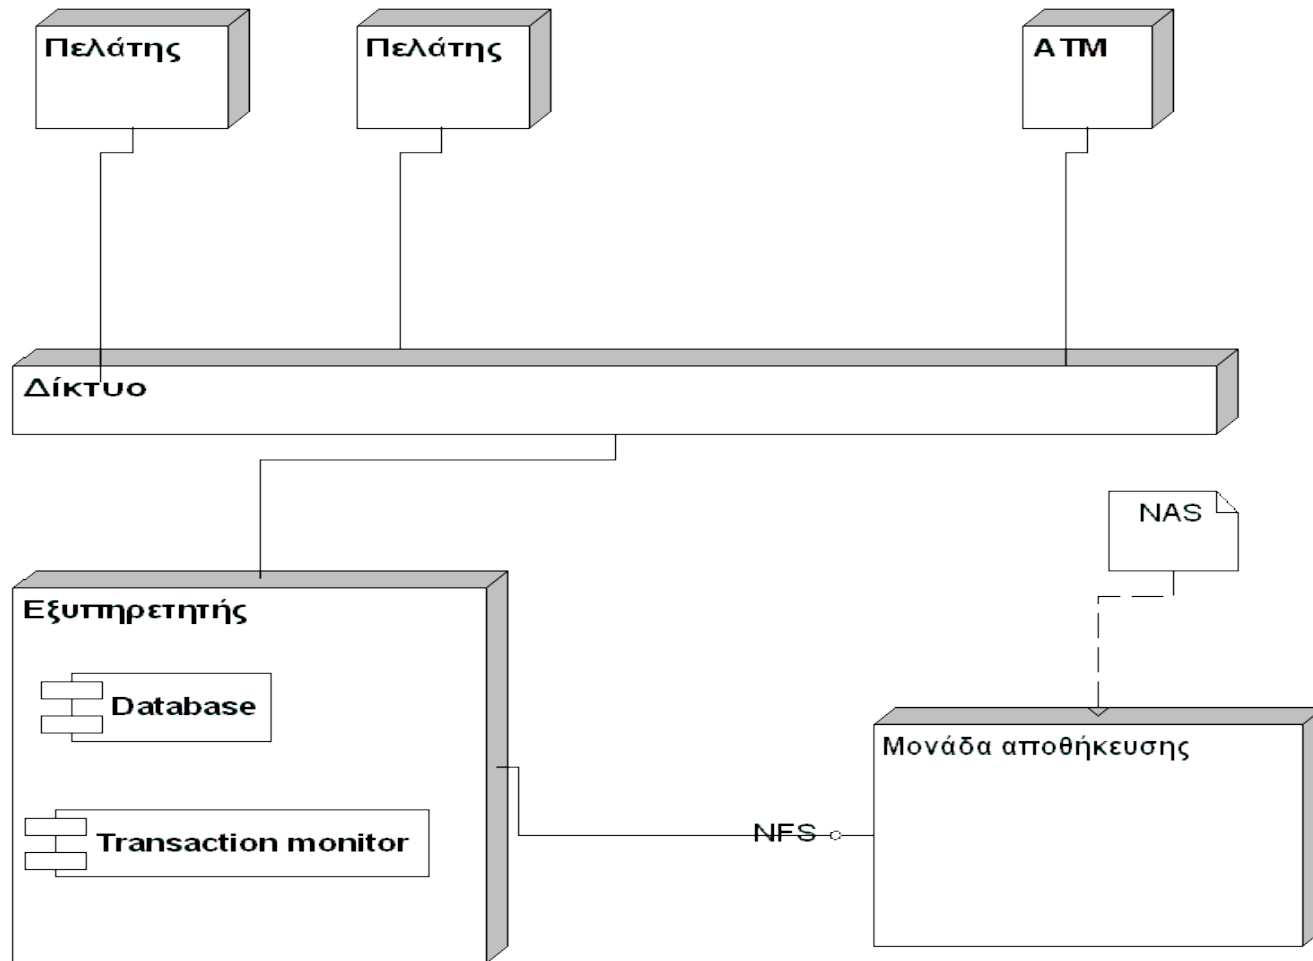 Πελάτης
Πελάτης
ATM
Δίκτυο
NAS
Εξυπηρετητής
Database
Μονάδα αποθήκευσης
Transaction monitor
NFS